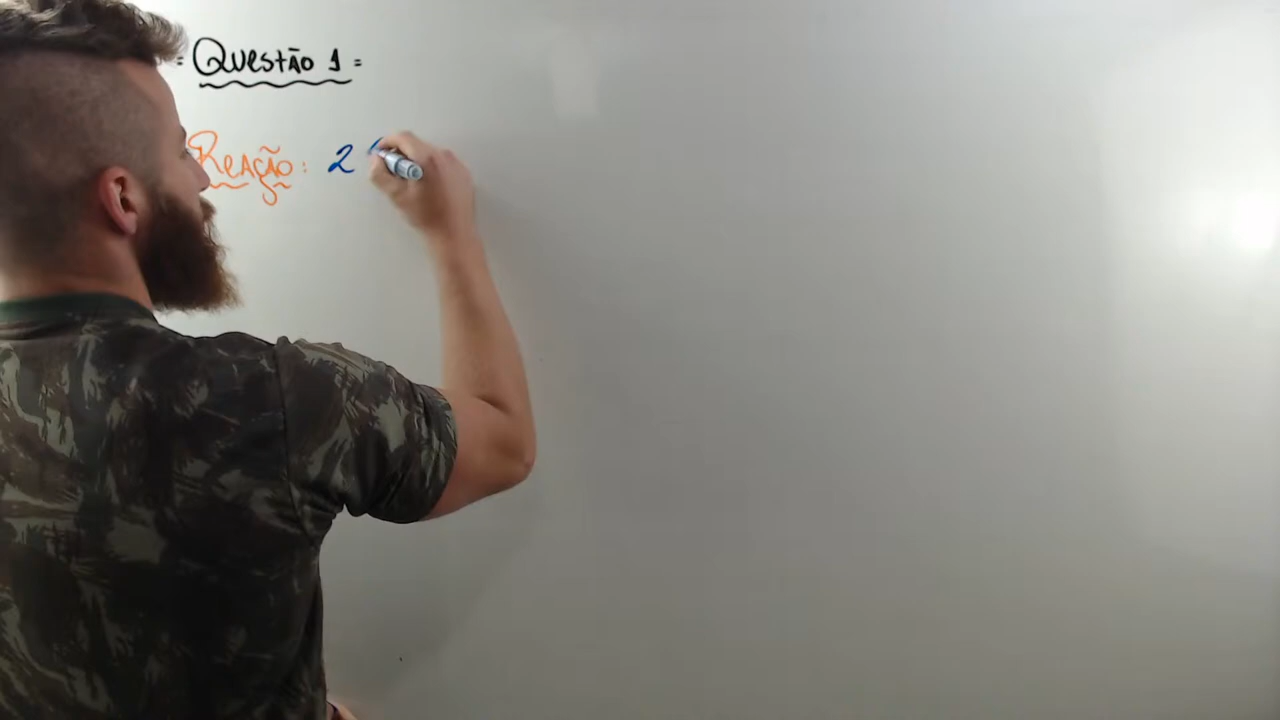 = Questão 1 =
Reação: 2